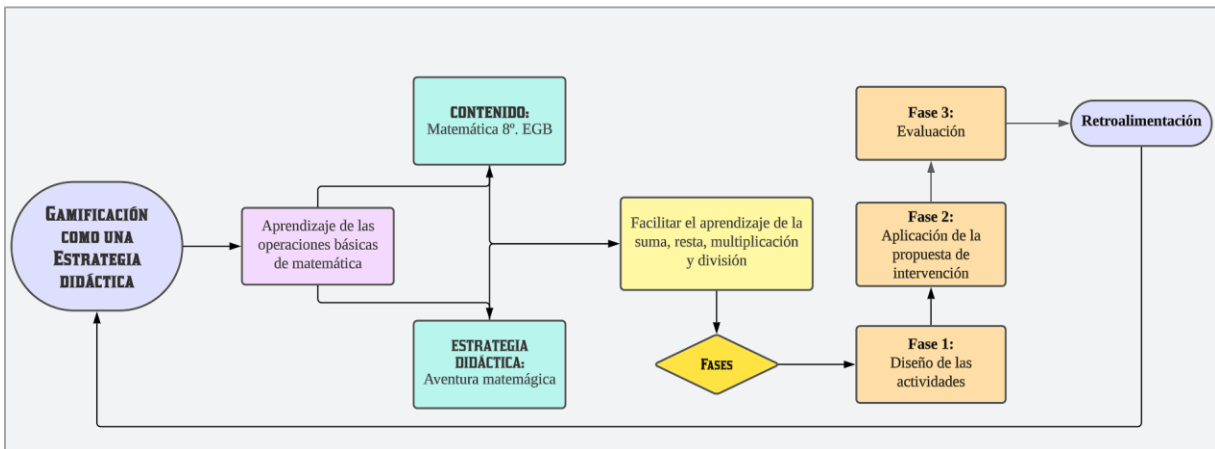 GAMIFICACIÓN
COMO UNA
ESTRATEGIA
DIDÁCTICA
Aprendizaje de las
operaciones básicas
de matemática
CONTENIDO:
Matemática 8º. EGB
ESTRATEGIA
DIDÁCTICA:
Aventura matemágica
Facilitar el aprendizaje de la
suma, resta, multiplicación
y división
FASES
Fase 1:
Diseño de las
actividades
Fase 2:
Aplicación de la
propuesta de
intervención
Fase 3:
Evaluación
Retroalimentación